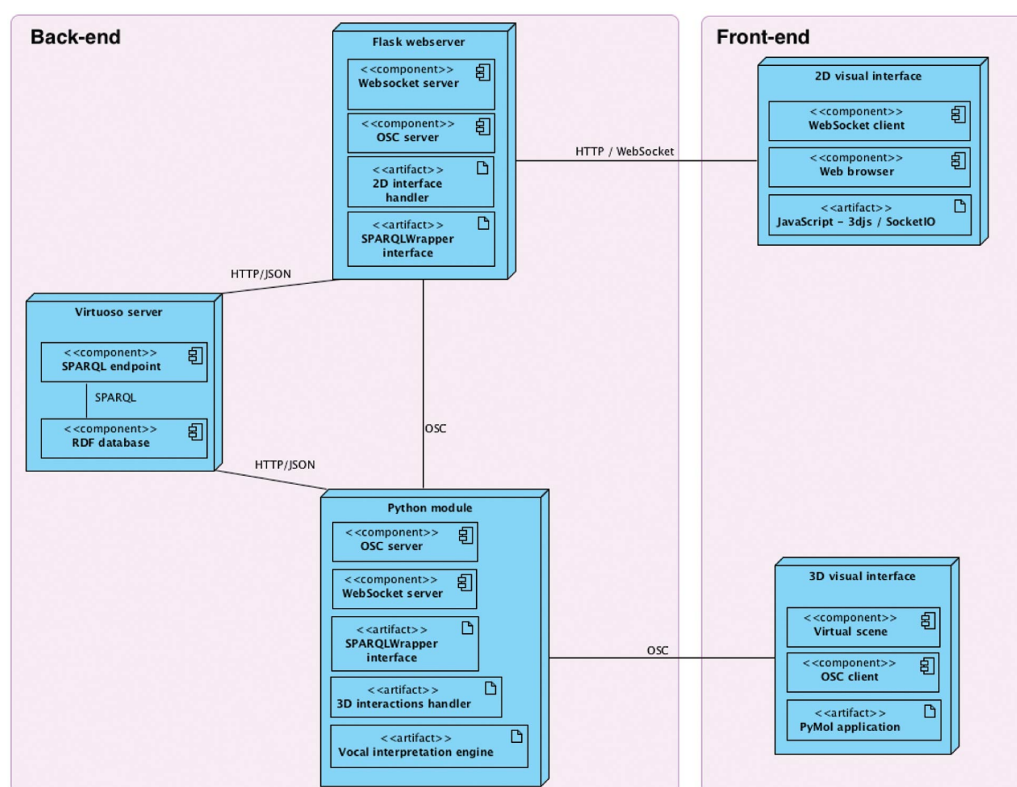 Back-end
Flask webserver
<<component>>
Websocket server
<<component>>
OSC server
<<artifact>>
2D interface
handler
<<artifact>>
SPARQLWrapper
interface
HTTP/JSON
Virtuoso server
<<component>>
SPARQL endpoint
SPARQL
<<component>>
RDF database
HTTP/JSON
OSC
Python module
<<component>>
OSC server
<<component>>
WebSocket server
<<artifact>>
SPARQLWrapper
interface
<<artifact>>
3D interactions handler
<<artifact>>
Vocal interpretation engine
HTTP / WebSocket
OSC
Front-end
2D visual interface
<<component>>
WebSocket client
<<component>>
Web browser
<<artifact>>
JavaScript - 3djs / SocketIO
3D visual interface
<<component>>
Virtual scene
<<component>>
OSC client
<<artifact>>
PyMol application